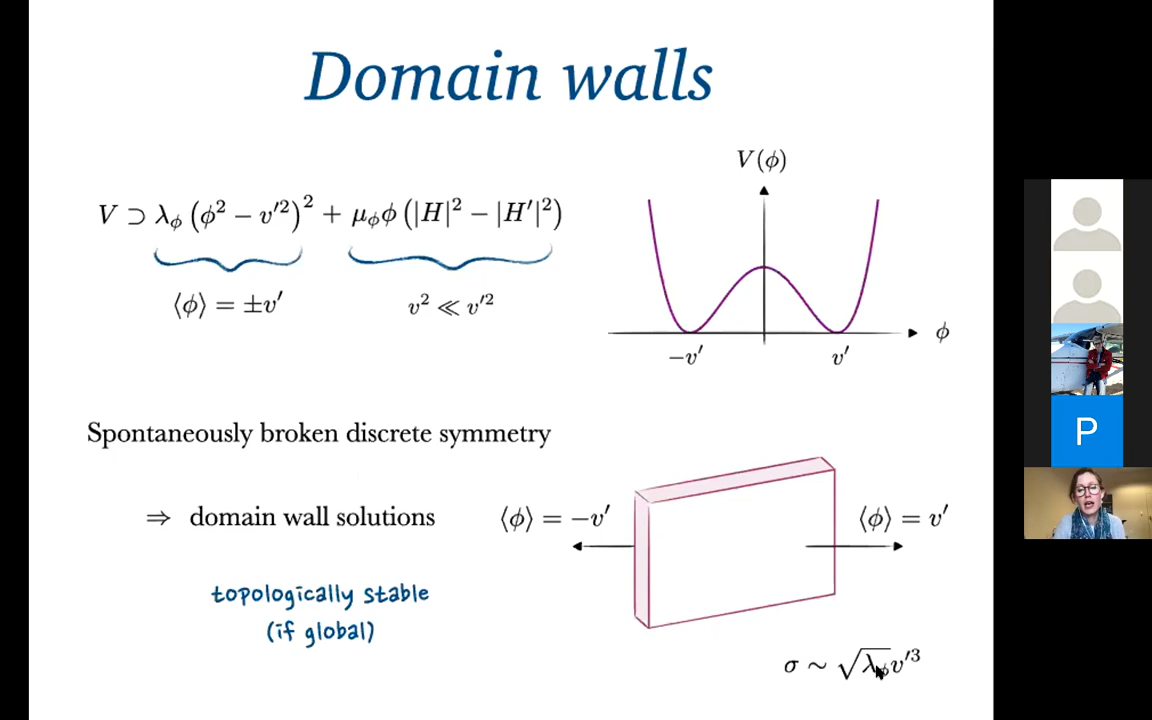 Domain walls
V(ϕ)
V ⊃ λ_ϕ (ϕ² − v′²)² + μ_ϕ ϕ (|H|² − |H′|²)
⟨ϕ⟩ = ±v′
v² ≪ v′²
ϕ
−v′
v′
Spontaneously broken discrete symmetry
⇒ domain wall solutions
⟨ϕ⟩ = −v′
⟨ϕ⟩ = v′
topologically stable
(if global)
σ ∼ √λ_ϕ v′³
P